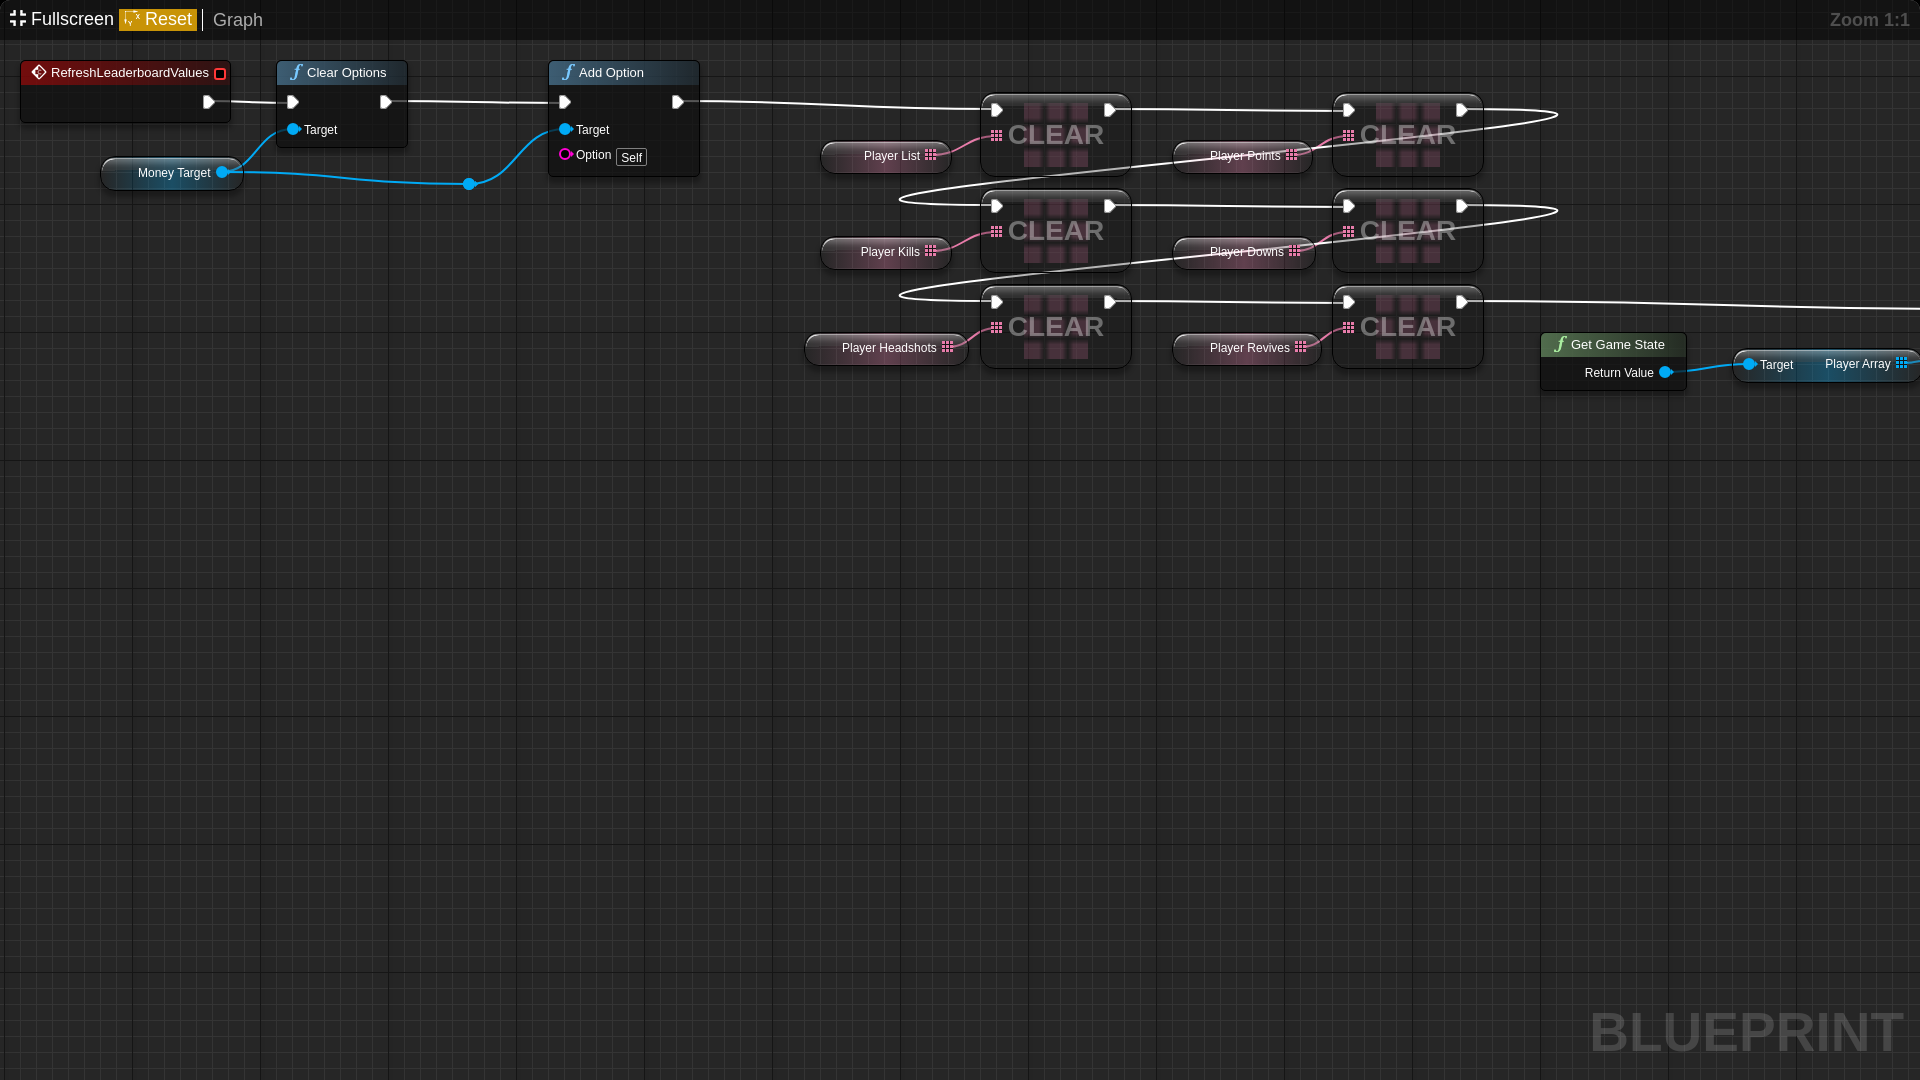 Fullscreen Reset Graph Zoom 1:1
RefreshLeaderboardValues
Clear Options
Target
Money Target
Add Option
Target
Option Self
Player List
CLEAR
Player Points
CLEAR
Player Kills
CLEAR
Player Downs
CLEAR
Player Headshots
CLEAR
Player Revives
CLEAR
Get Game State
Return Value
Target Player Array
BLUEPRINT